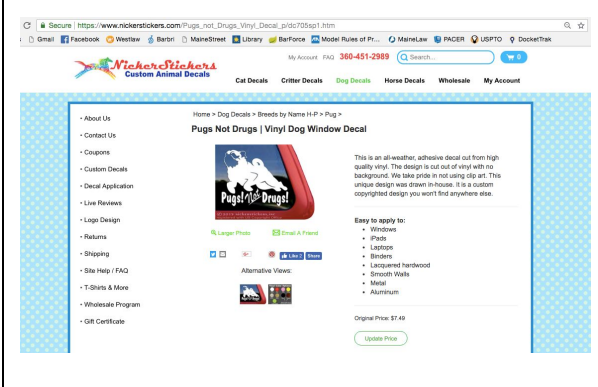 Secure | https://www.nickerstickers.com/Pugs_not_Drugs_Vinyl_Decal_p/dc705sp1.htm
Gmail Facebook Westlaw Barbri MaineStreet Library BarForce Model Rules of Pr... MaineLaw PACER USPTO DocketTrak
NickerStickers
Custom Animal Decals
My Account FAQ 360-451-2989 Search... 0
Cat Decals Critter Decals Dog Decals Horse Decals Wholesale My Account
• About Us
• Contact Us
• Coupons
• Custom Decals
• Decal Application
• Live Reviews
• Logo Design
• Returns
• Shipping
• Site Help / FAQ
• T-Shirts & More
• Wholesale Program
• Gift Certificate
Home > Dog Decals > Breeds by Name H-P > Pug >
Pugs Not Drugs | Vinyl Dog Window Decal
Pugs! Not Drugs!
Larger Photo Email A Friend
Like 2 Share
Alternative Views:
This is an all-weather, adhesive decal cut from high
quality vinyl. The design is cut out of vinyl with no
background. We take pride in not using clip art. This
unique design was drawn in-house. It is a custom
copyrighted design you won't find anywhere else.
Easy to apply to:
• Windows
• iPads
• Laptops
• Binders
• Lacquered hardwood
• Smooth Walls
• Metal
• Aluminum
Original Price: $7.49
Update Price